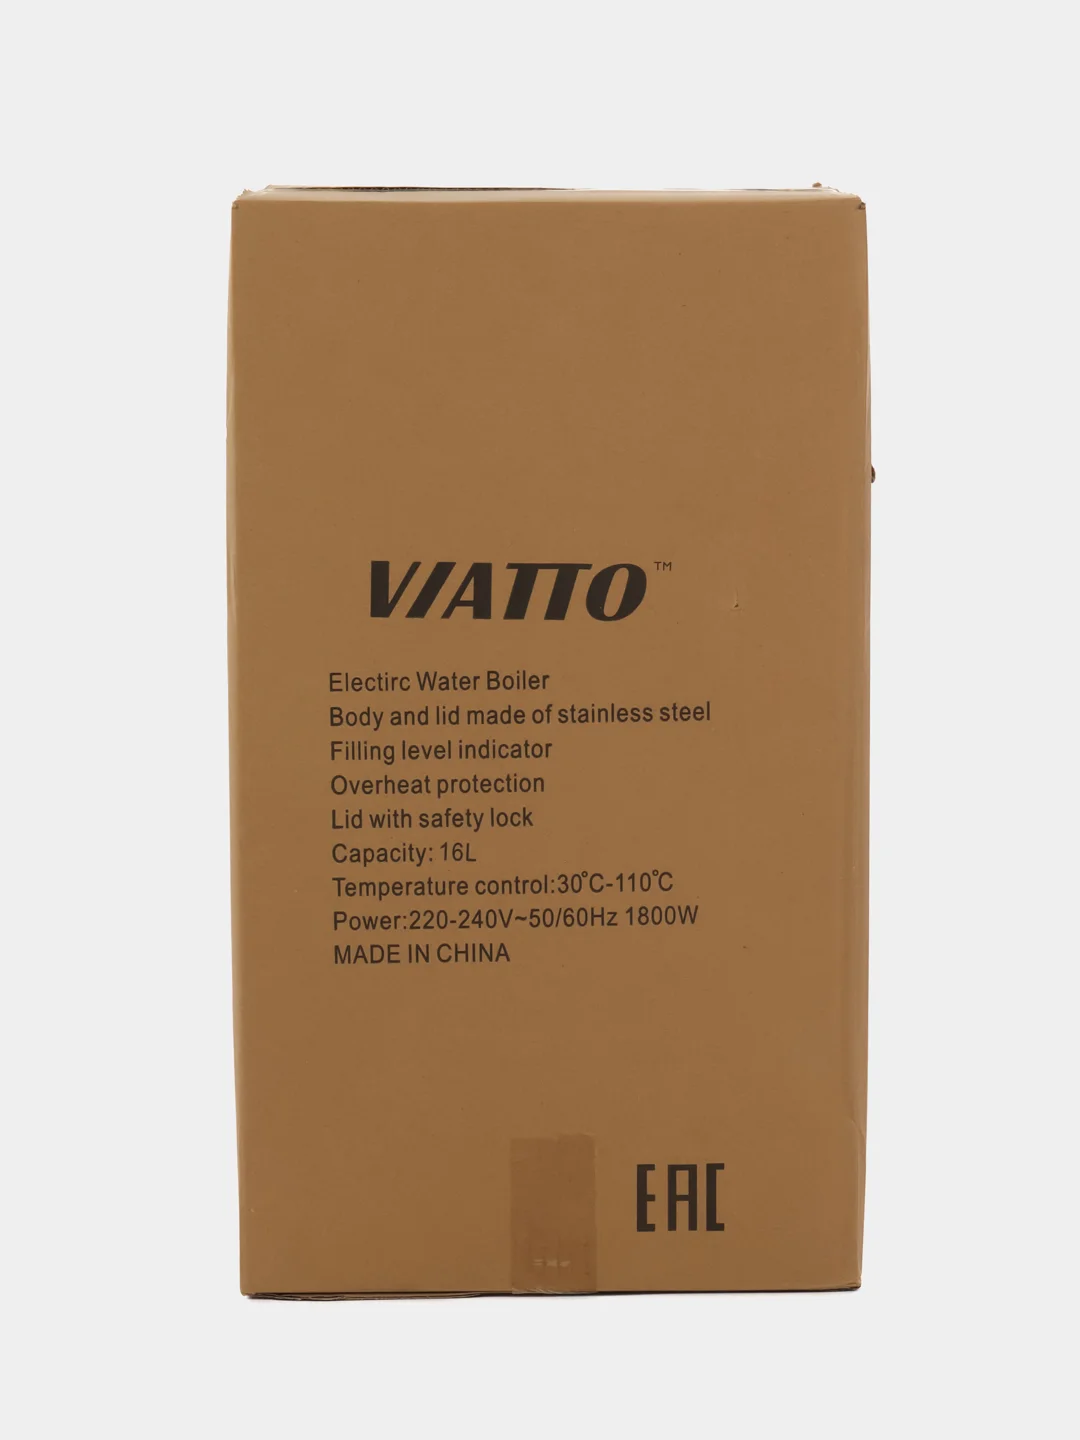 VIATTO™
Electirc Water Boiler
Body and lid made of stainless steel
Filling level indicator
Overheat protection
Lid with safety lock
Capacity: 16L
Temperature control:30°C-110°C
Power:220-240V~50/60Hz 1800W
MADE IN CHINA
EAC